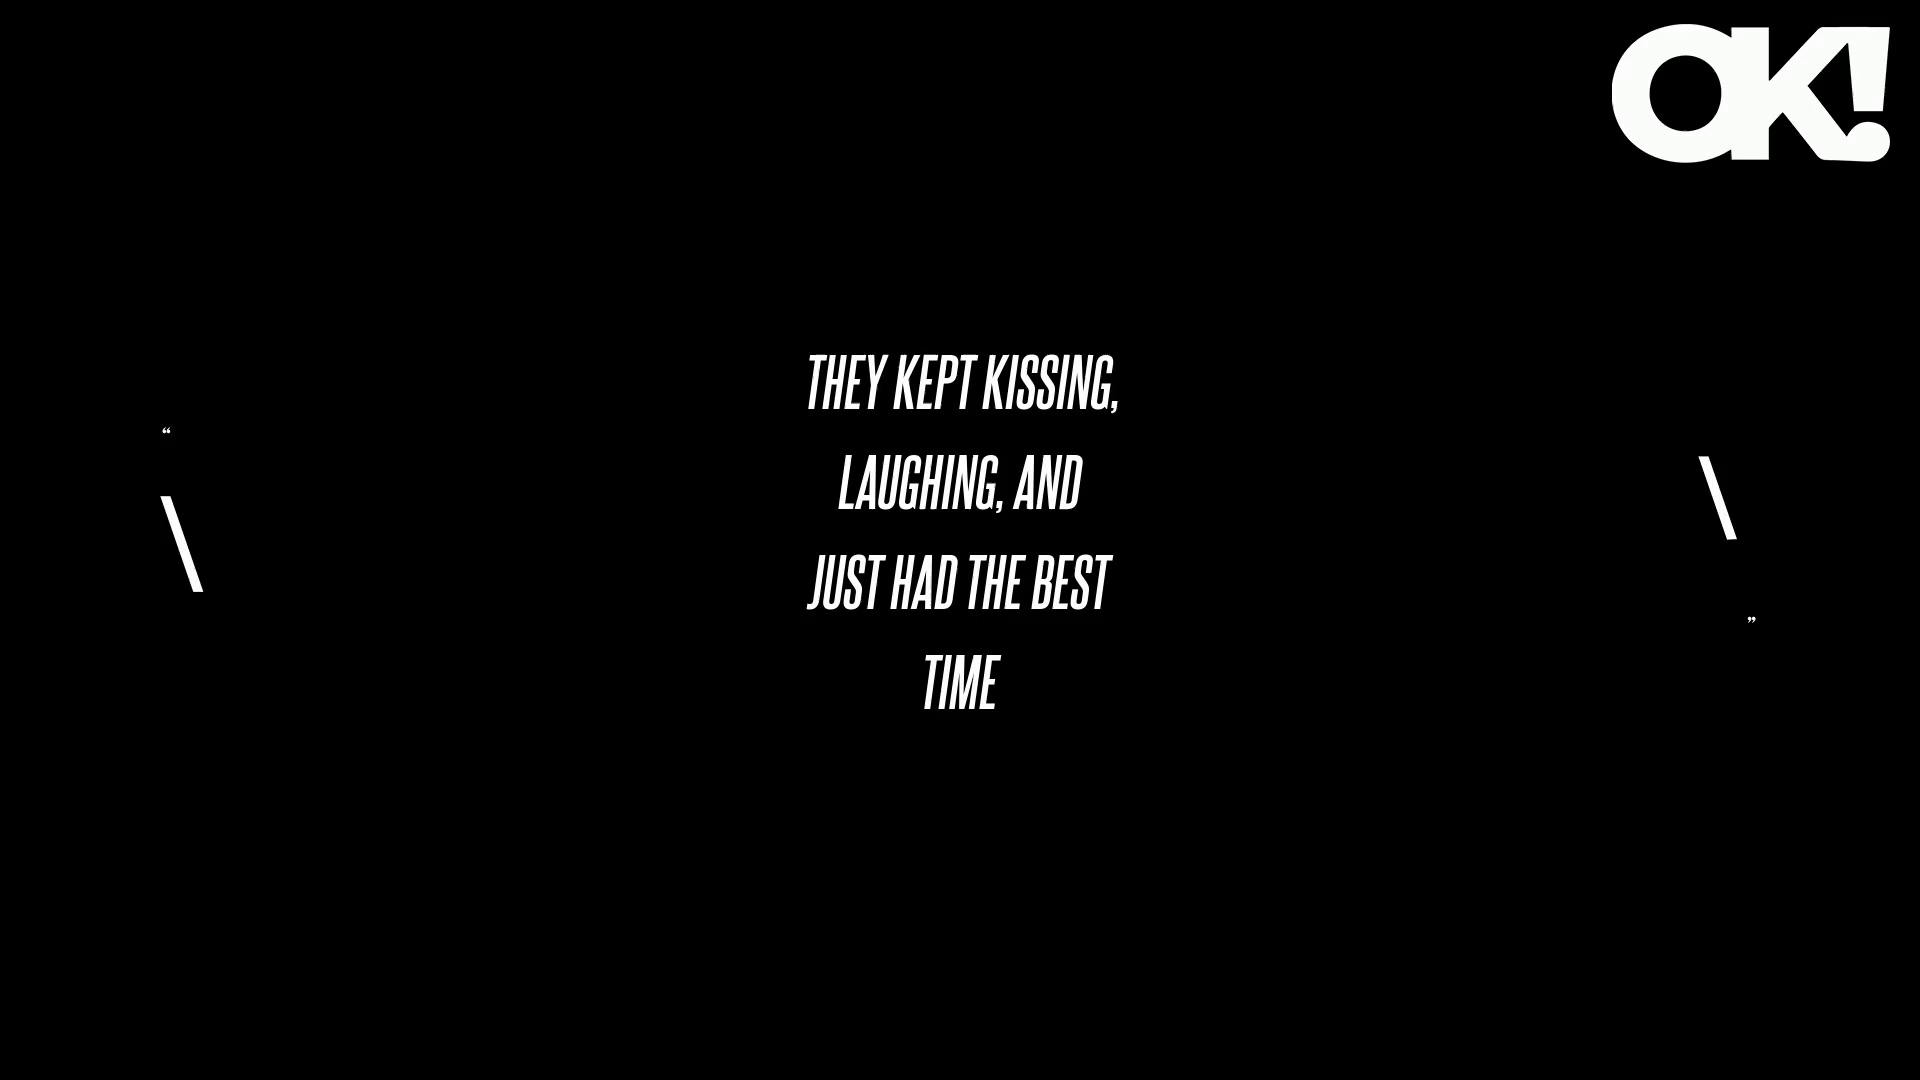 OK!
“
THEY KEPT KISSING,
LAUGHING, AND
JUST HAD THE BEST
TIME
”